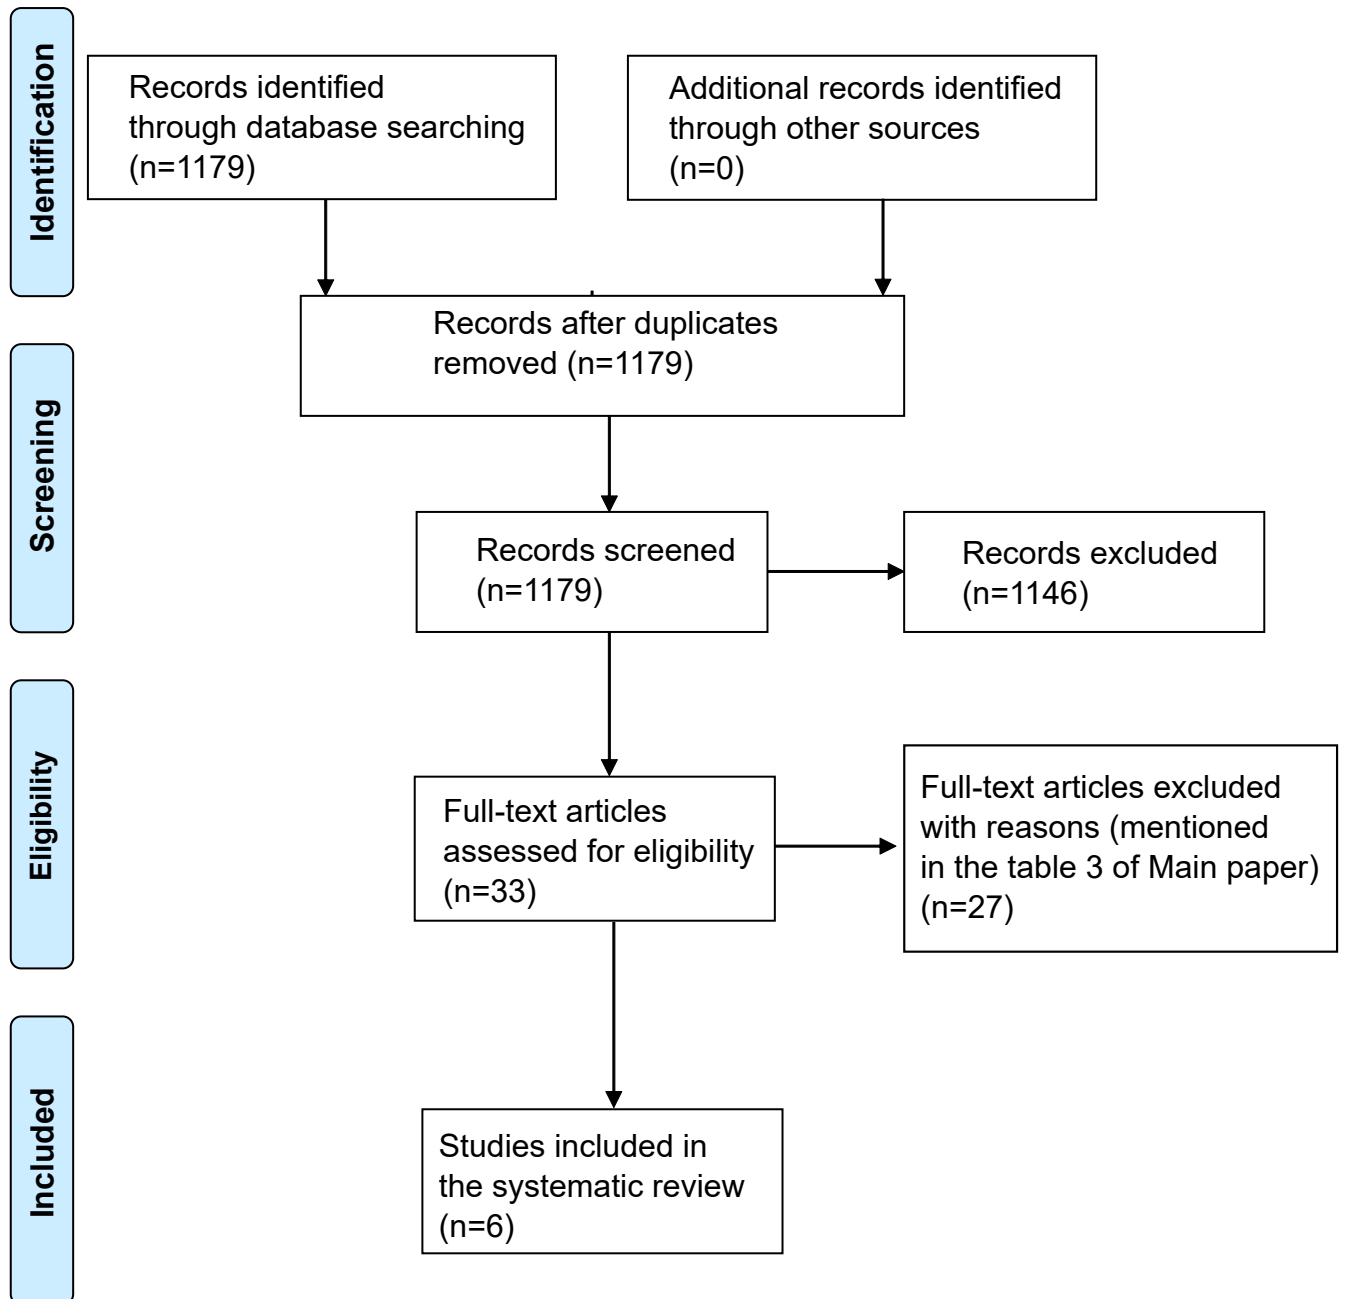 Identification
Records identified
through database searching
(n=1179)
Additional records identified
through other sources
(n=0)
Records after duplicates
removed (n=1179)
Screening
Records screened
(n=1179)
Records excluded
(n=1146)
Eligibility
Full-text articles
assessed for eligibility
(n=33)
Full-text articles excluded
with reasons (mentioned
in the table 3 of Main paper)
(n=27)
Included
Studies included in
the systematic review
(n=6)